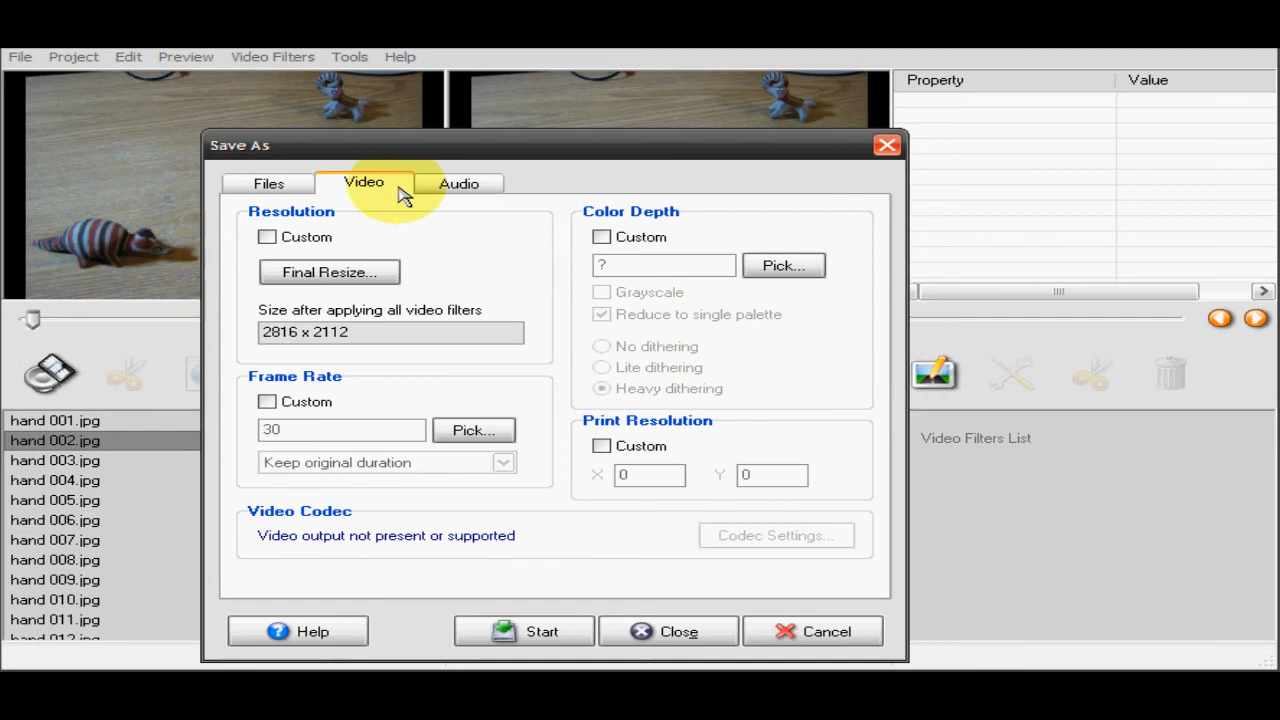 File Project Edit Preview Video Filters Tools Help
Property Value
Save As
Files Video Audio
Resolution
Custom
Final Resize...
Size after applying all video filters
2816 x 2112
Frame Rate
Custom
30 Pick...
Keep original duration
Color Depth
Custom
? Pick...
Grayscale
Reduce to single palette
No dithering
Lite dithering
Heavy dithering
Print Resolution
Custom
X 0 Y 0
Video Codec
Video output not present or supported Codec Settings...
Help Start Close Cancel
hand 001.jpg
hand 002.jpg
hand 003.jpg
hand 004.jpg
hand 005.jpg
hand 006.jpg
hand 007.jpg
hand 008.jpg
hand 009.jpg
hand 010.jpg
hand 011.jpg
hand 012.jpg
Video Filters List